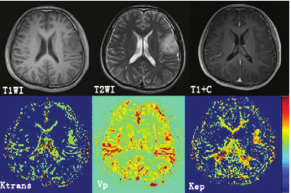 T1WI
T2WI
T1+C
Ktrans
Vp
Kep